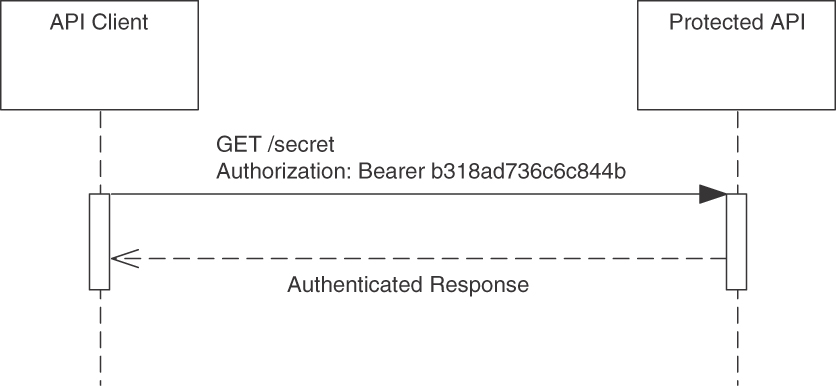 API Client
Protected API
GET /secret
Authorization: Bearer b318ad736c6c844b
Authenticated Response